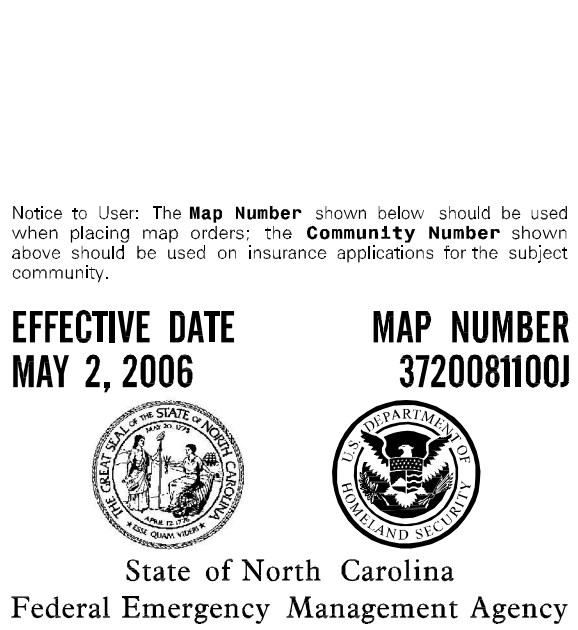 Notice to User: The Map Number shown below should be used
when placing map orders; the Community Number shown
above should be used on insurance applications for the subject
community.
EFFECTIVE DATE
MAY 2, 2006
MAP NUMBER
3720081100J
THE GREAT SEAL OF THE STATE OF NORTH CAROLINA
MAY 20, 1775
APRIL 12, 1776
★ ESSE QUAM VIDERI ★
U.S. DEPARTMENT OF
HOMELAND SECURITY
State of North Carolina
Federal Emergency Management Agency